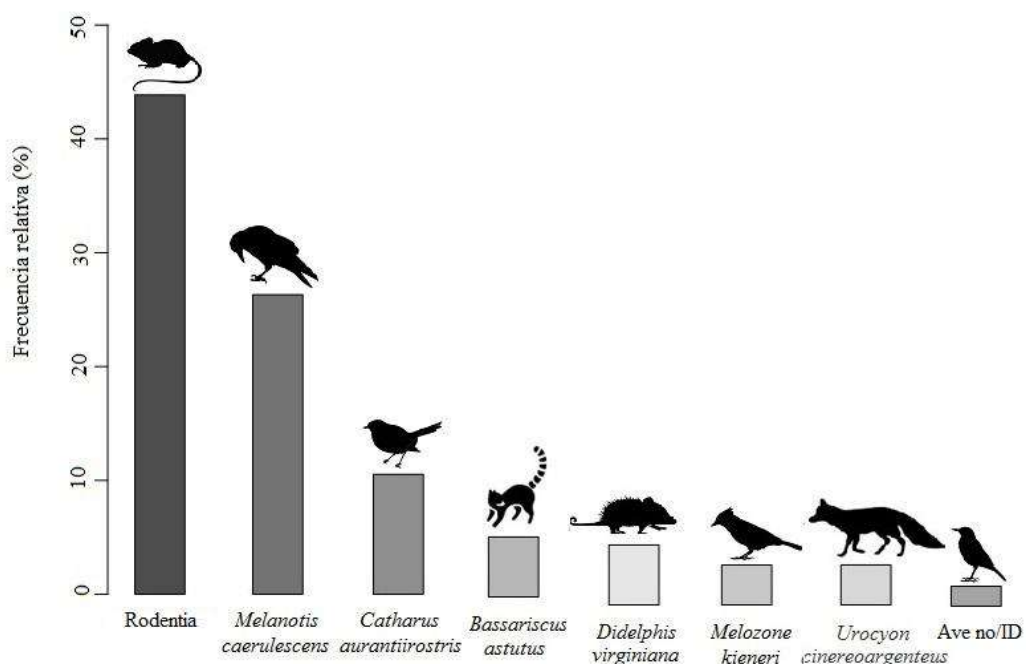 Frecuencia relativa (%)
50
40
30
20
10
0
Rodentia
Melanotis
caerulescens
Catharus
aurantiirostris
Bassariscus
astutus
Didelphis
virginiana
Melozone
kieneri
Urocyon
cinereoargenteus
Ave no/ID